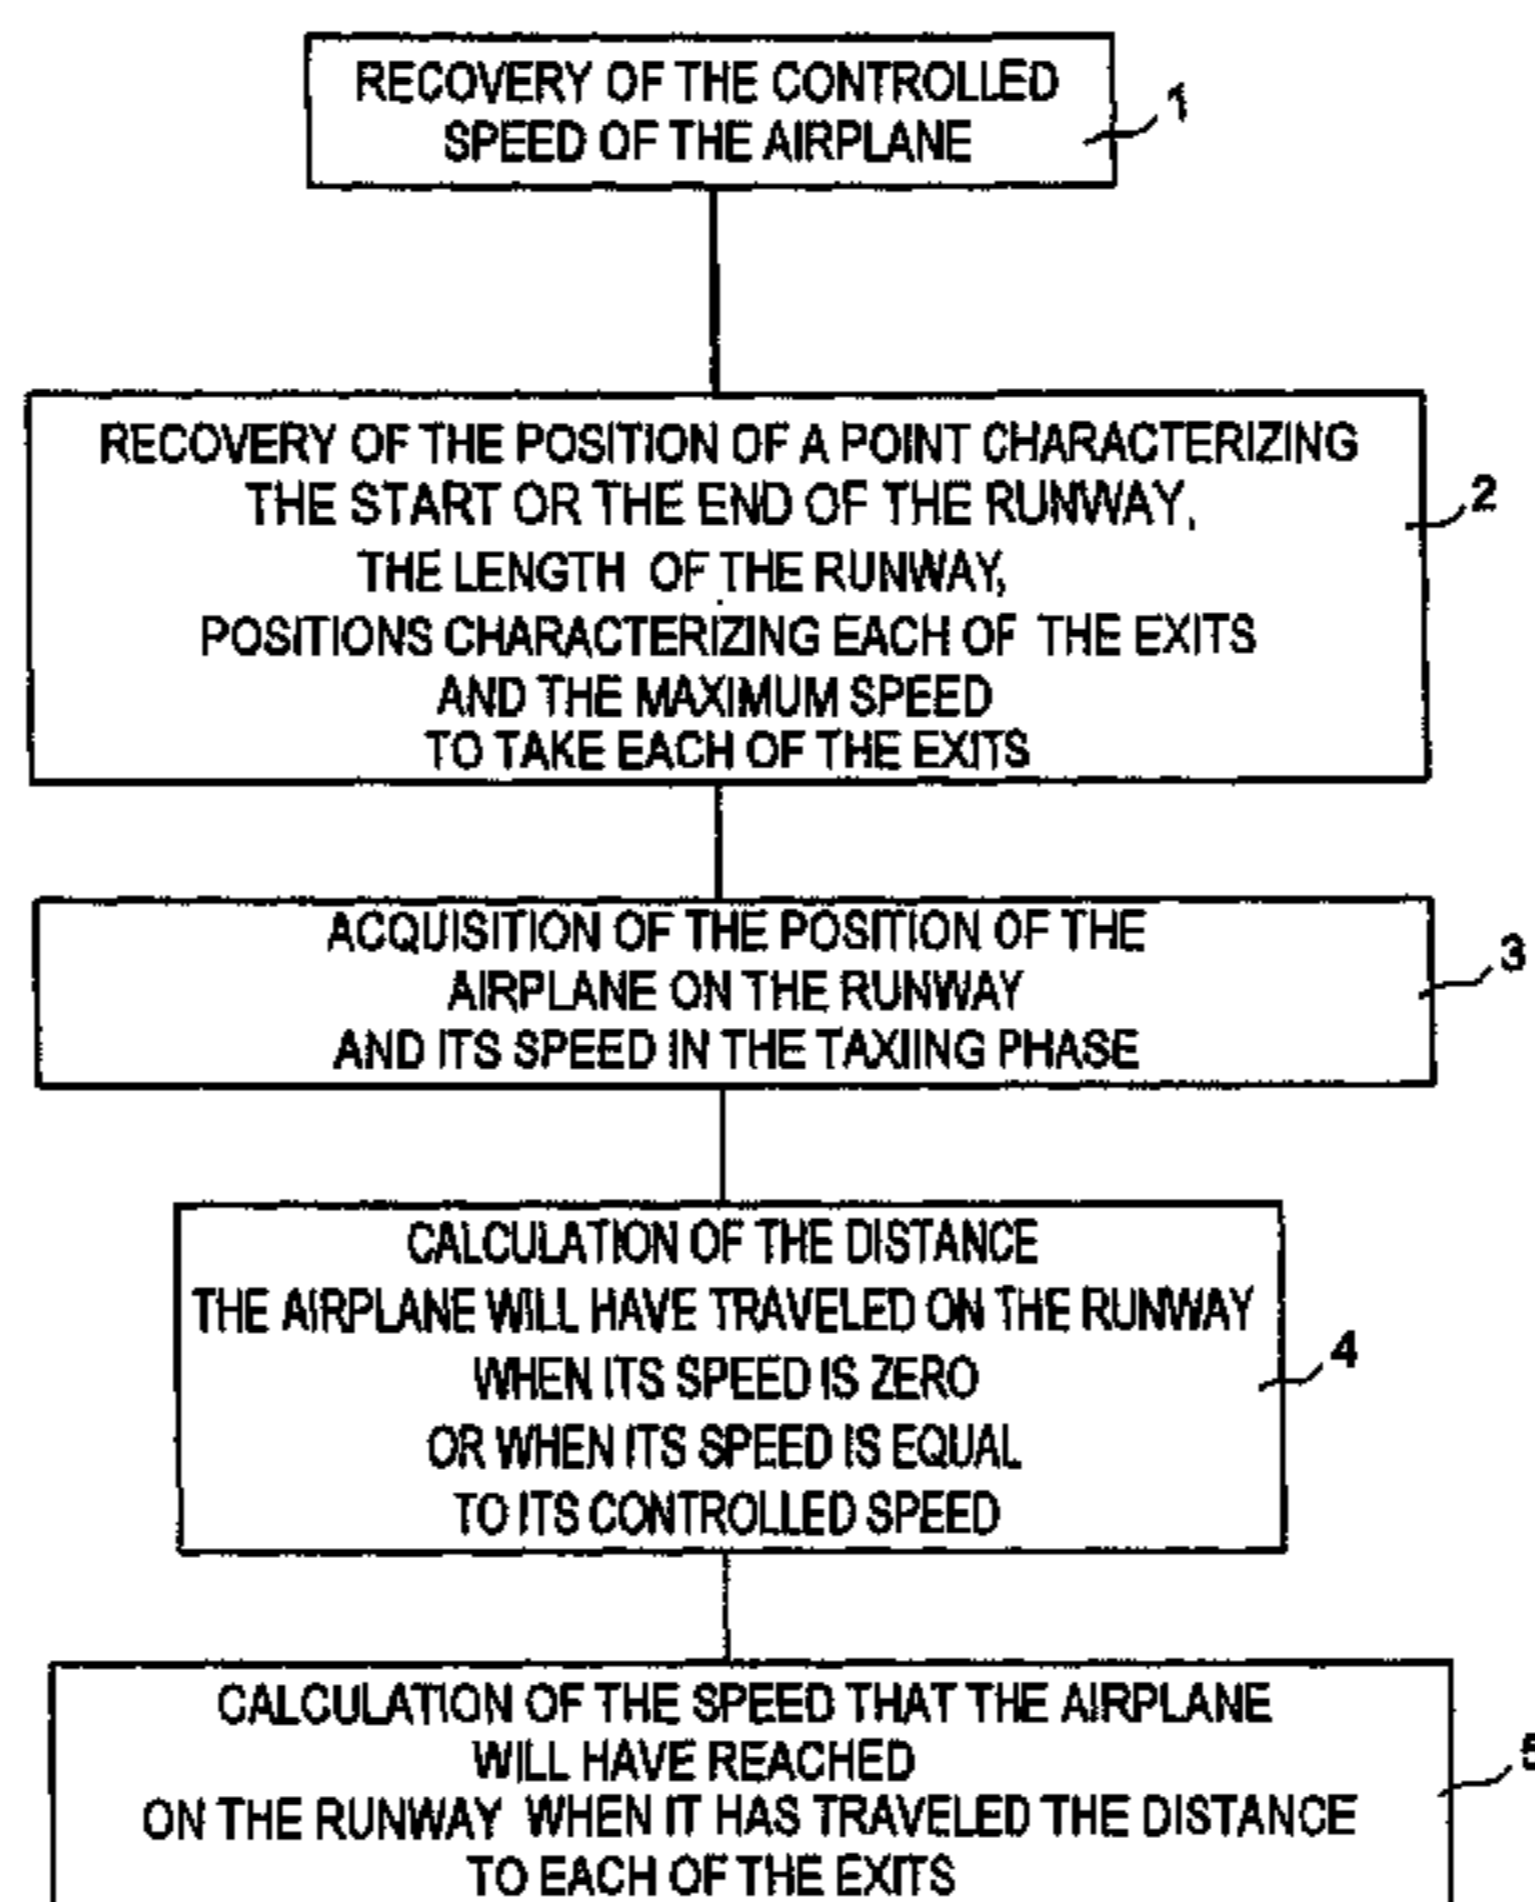 RECOVERY OF THE CONTROLLED
SPEED OF THE AIRPLANE
1
RECOVERY OF THE POSITION OF A POINT CHARACTERIZING
THE START OR THE END OF THE RUNWAY,
THE LENGTH OF THE RUNWAY,
POSITIONS CHARACTERIZING EACH OF THE EXITS
AND THE MAXIMUM SPEED
TO TAKE EACH OF THE EXITS
2
ACQUISITION OF THE POSITION OF THE
AIRPLANE ON THE RUNWAY
AND ITS SPEED IN THE TAXIING PHASE
3
CALCULATION OF THE DISTANCE
THE AIRPLANE WILL HAVE TRAVELED ON THE RUNWAY
WHEN ITS SPEED IS ZERO
OR WHEN ITS SPEED IS EQUAL
TO ITS CONTROLLED SPEED
4
CALCULATION OF THE SPEED THAT THE AIRPLANE
WILL HAVE REACHED
ON THE RUNWAY WHEN IT HAS TRAVELED THE DISTANCE
TO EACH OF THE EXITS
5